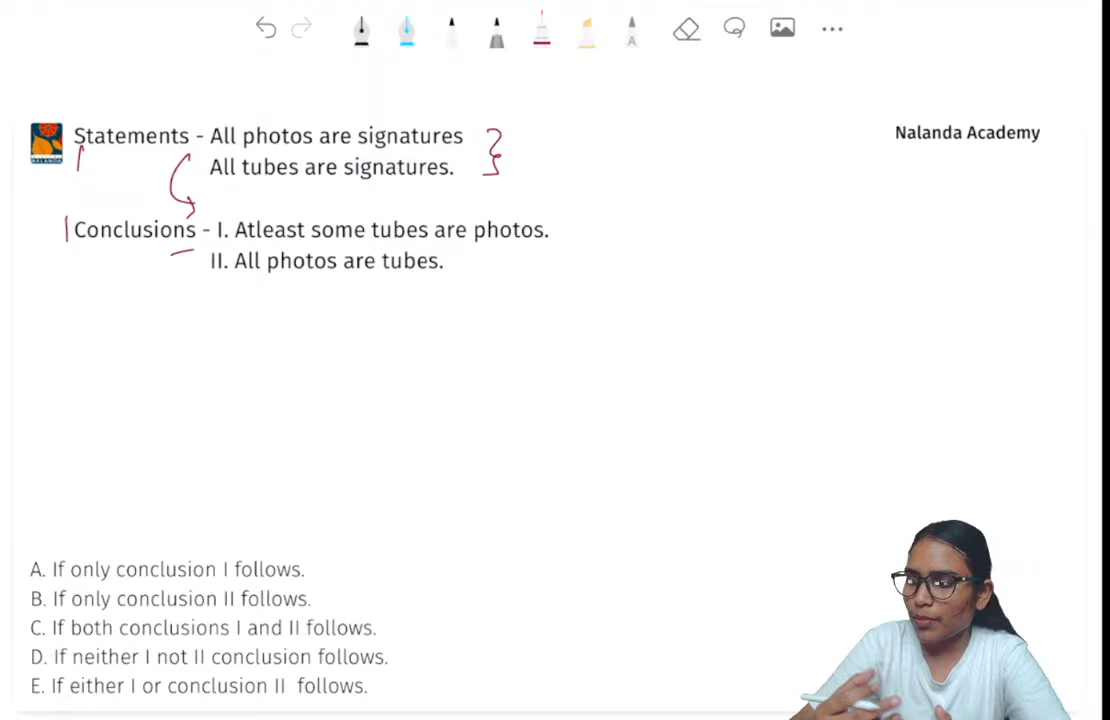 A
NALANDA
Statements - All photos are signatures
Nalanda Academy
All tubes are signatures.
Conclusions - I. Atleast some tubes are photos.
II. All photos are tubes.
A. If only conclusion I follows.
B. If only conclusion II follows.
C. If both conclusions I and II follows.
D. If neither I not II conclusion follows.
E. If either I or conclusion II follows.